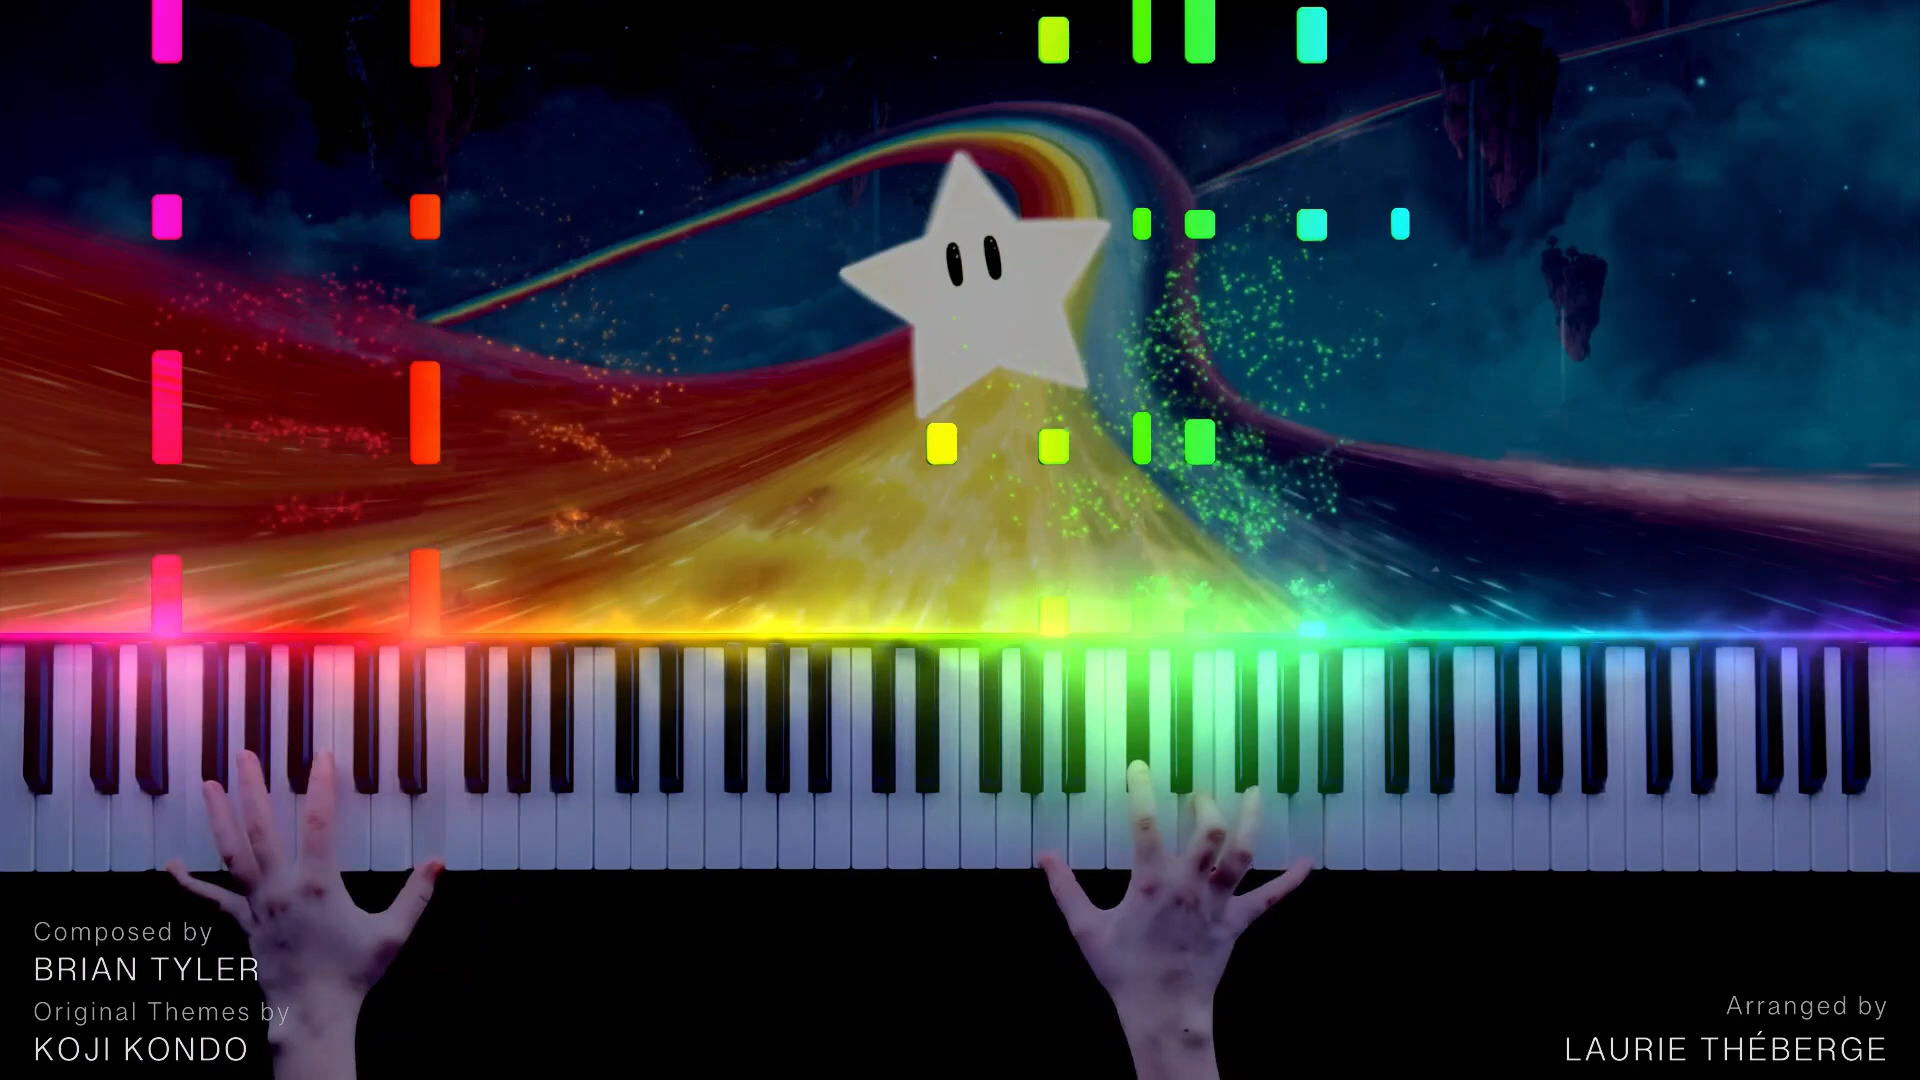 Composed by
BRIAN TYLER
Original Themes by
KOJI KONDO
Arranged by
LAURIE THÉBERGE